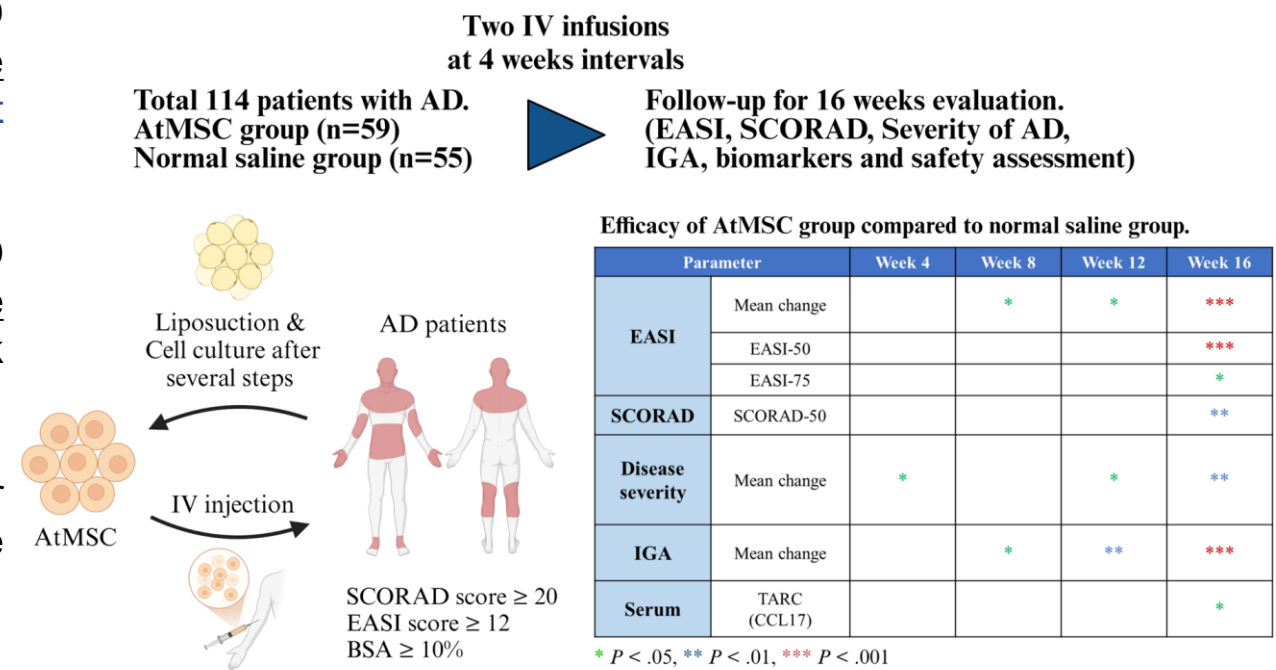 Two IV infusions
at 4 weeks intervals
Total 114 patients with AD.
AtMSC group (n=59)
Normal saline group (n=55)
Follow-up for 16 weeks evaluation.
(EASI, SCORAD, Severity of AD,
IGA, biomarkers and safety assessment)
Liposuction &
Cell culture after
several steps
AD patients
AtMSC
IV injection
SCORAD score ≥ 20
EASI score ≥ 12
BSA ≥ 10%
Efficacy of AtMSC group compared to normal saline group.
Parameter Week 4 Week 8 Week 12 Week 16
EASI Mean change * * ***
EASI-50 ***
EASI-75 *
SCORAD SCORAD-50 **
Disease
severity Mean change * * **
IGA Mean change * ** ***
Serum TARC
(CCL17) *
* P < .05, ** P < .01, *** P < .001